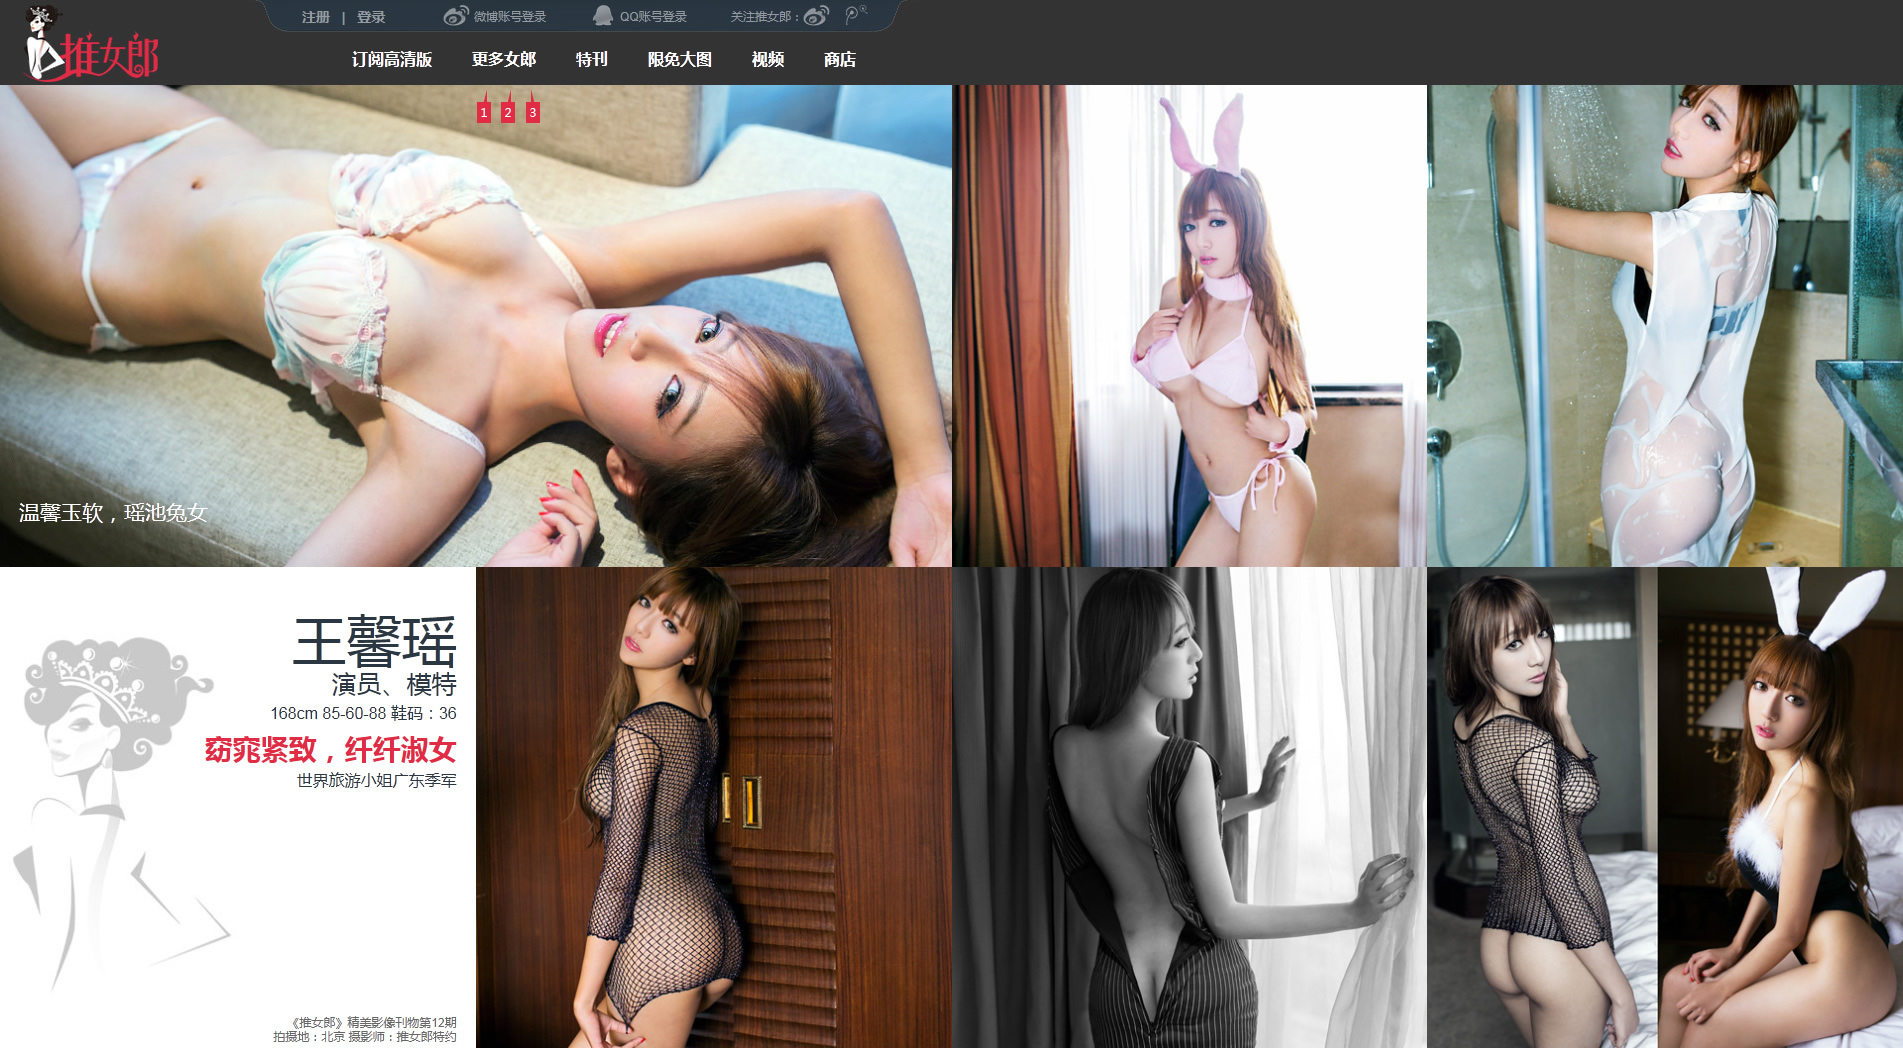 推女郎
注册 | 登录
微博账号登录
QQ账号登录
关注推女郎：
订阅高清版 更多女郎 特刊 限免大图 视频 商店
1 2 3
温馨玉软，瑶池兔女
王馨瑶
演员、模特
168cm 85-60-88 鞋码：36
窈窕紧致，纤纤淑女
世界旅游小姐广东季军
《推女郎》精美影像刊物第12期
拍摄地：北京 摄影师：推女郎特约